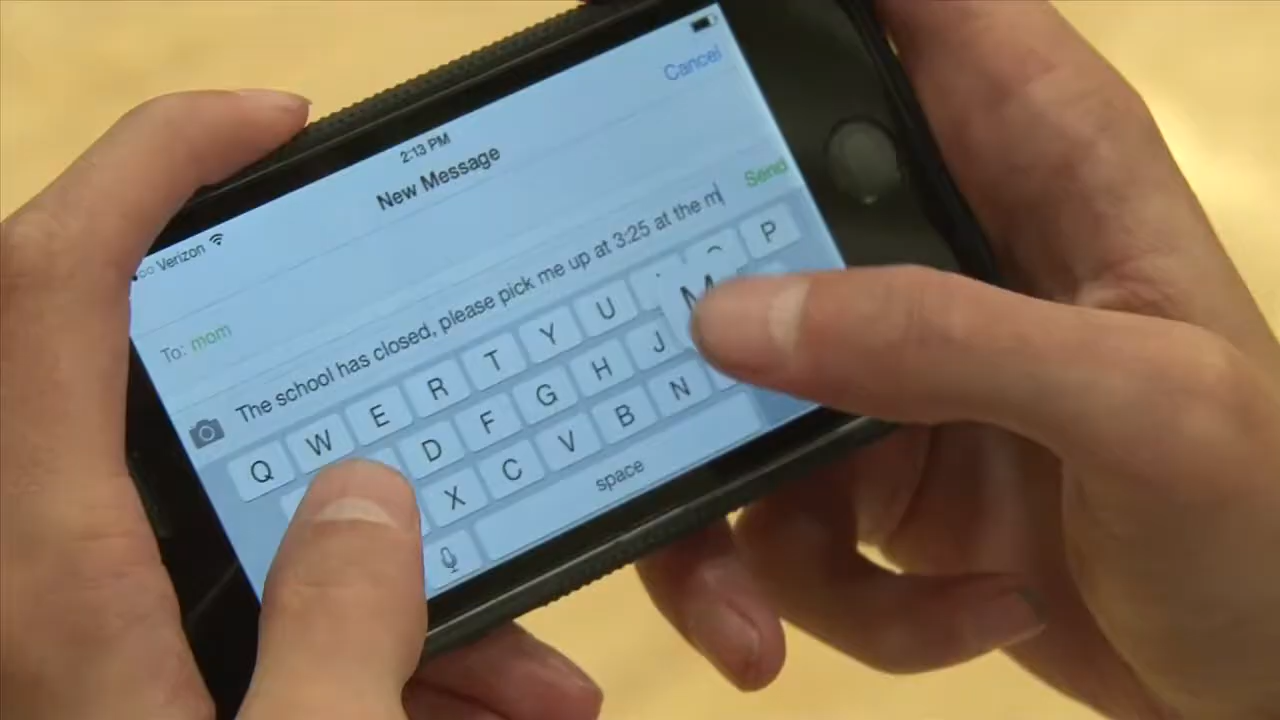 Verizon 2:13 PM
New Message Cancel
To: mom
The school has closed, please pick me up at 3:25 at the m Send
Q W E R T Y U P
D F G H J M
X C V B N
space